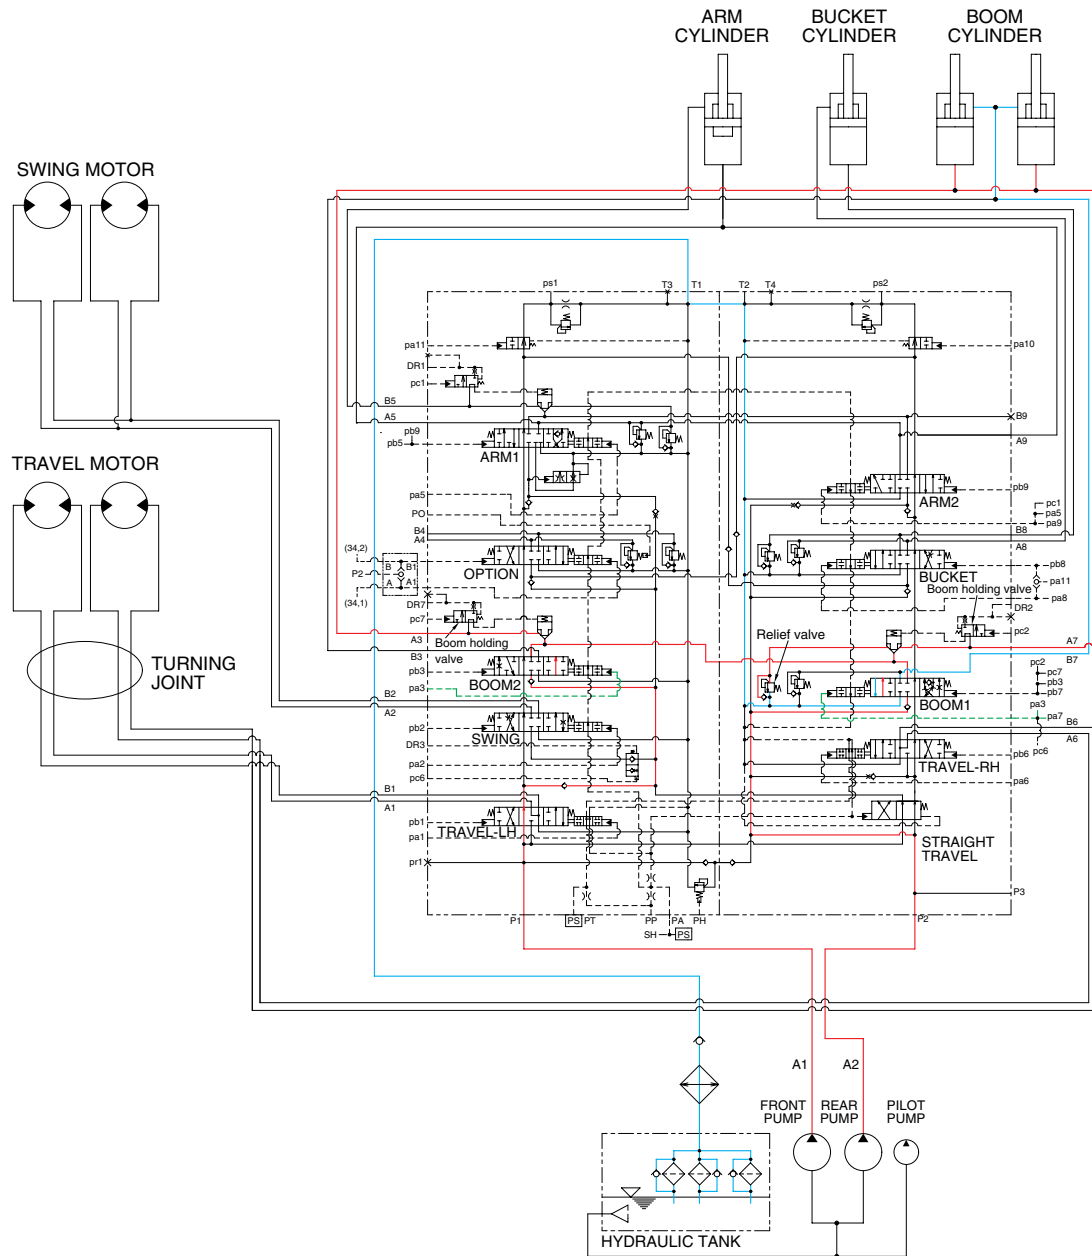 ARM
CYLINDER
BUCKET
CYLINDER
BOOM
CYLINDER
SWING MOTOR
TRAVEL MOTOR
TURNING
JOINT
ps1
T3
T1
T2
T4
ps2
pa11
pa10
DR1
pc1
B5
A5
B9
A9
pb9
pb5
ARM1
ARM2
pb9
pa5
PO
B4
A4
pc1
pa5
pa9
B8
A8
(34,2)
P2
B
B1
A
A1
(34,1)
OPTION
BUCKET
pb8
pa11
pa8
Boom holding valve
DR2
DR7
pc7
pc2
A3
Boom holding
valve
Relief valve
A7
B7
B3
pb3
pa3
BOOM2
BOOM1
pc2
pc7
pb3
pb7
pa3
pa7
pc6
B2
A2
pb2
SWING
DR3
pa2
pc6
B6
A6
pb6
TRAVEL-RH
pa6
B1
A1
pb1
pa1
TRAVEL-LH
STRAIGHT
TRAVEL
pr1
P3
P1
PS
PT
PP
PA
PH
P2
SH
PS
A1
A2
FRONT
PUMP
REAR
PUMP
PILOT
PUMP
HYDRAULIC TANK